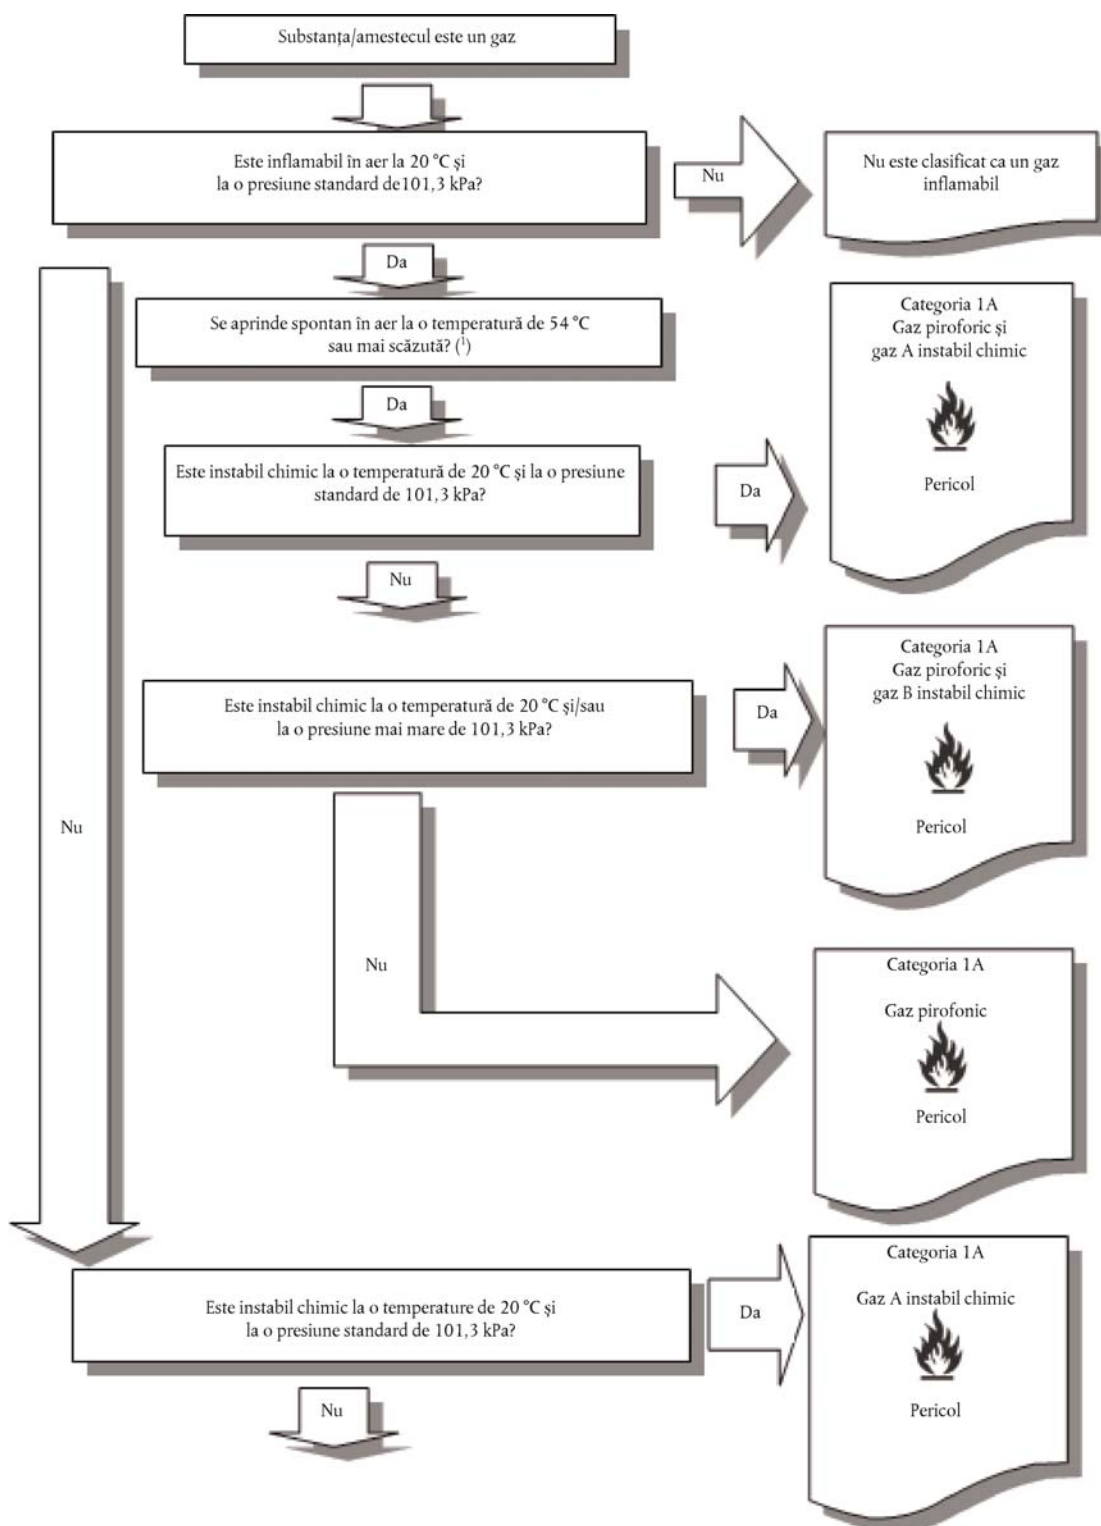 Substanța/amestecul este un gaz
Este inflamabil în aer la 20 °C și
la o presiune standard de101,3 kPa?
Nu
Nu este clasificat ca un gaz
inflamabil
Da
Se aprinde spontan în aer la o temperatură de 54 °C
sau mai scăzută? (¹)
Categoria 1A
Gaz piroforic și
gaz A instabil chimic
Pericol
Da
Este instabil chimic la o temperatură de 20 °C și la o presiune
standard de 101,3 kPa?
Da
Nu
Este instabil chimic la o temperatură de 20 °C și/sau
la o presiune mai mare de 101,3 kPa?
Da
Categoria 1A
Gaz piroforic și
gaz B instabil chimic
Pericol
Nu
Nu
Categoria 1A
Gaz pirofonic
Pericol
Este instabil chimic la o temperature de 20 °C și
la o presiune standard de 101,3 kPa?
Da
Categoria 1A
Gaz A instabil chimic
Pericol
Nu